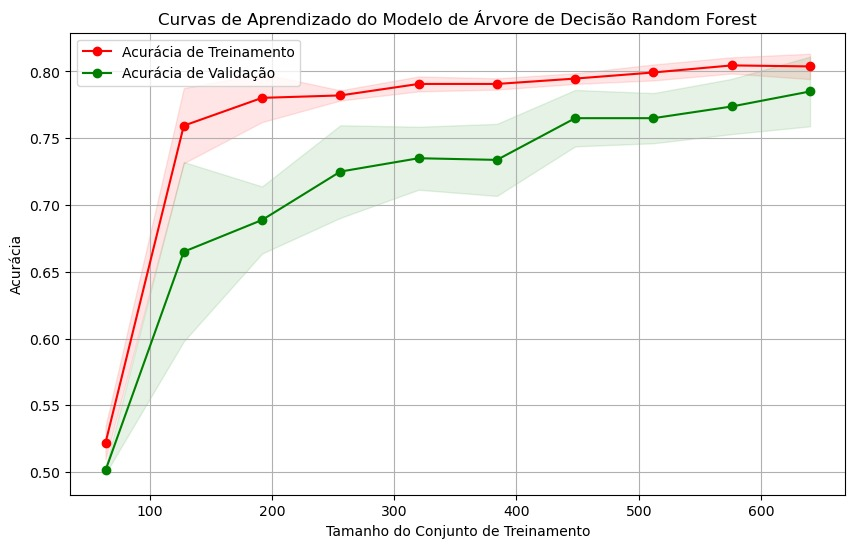 Curvas de Aprendizado do Modelo de Árvore de Decisão Random Forest
Acurácia de Treinamento
Acurácia de Validação
0.80
0.75
0.70
0.65
0.60
0.55
0.50
Acurácia
100 200 300 400 500 600
Tamanho do Conjunto de Treinamento